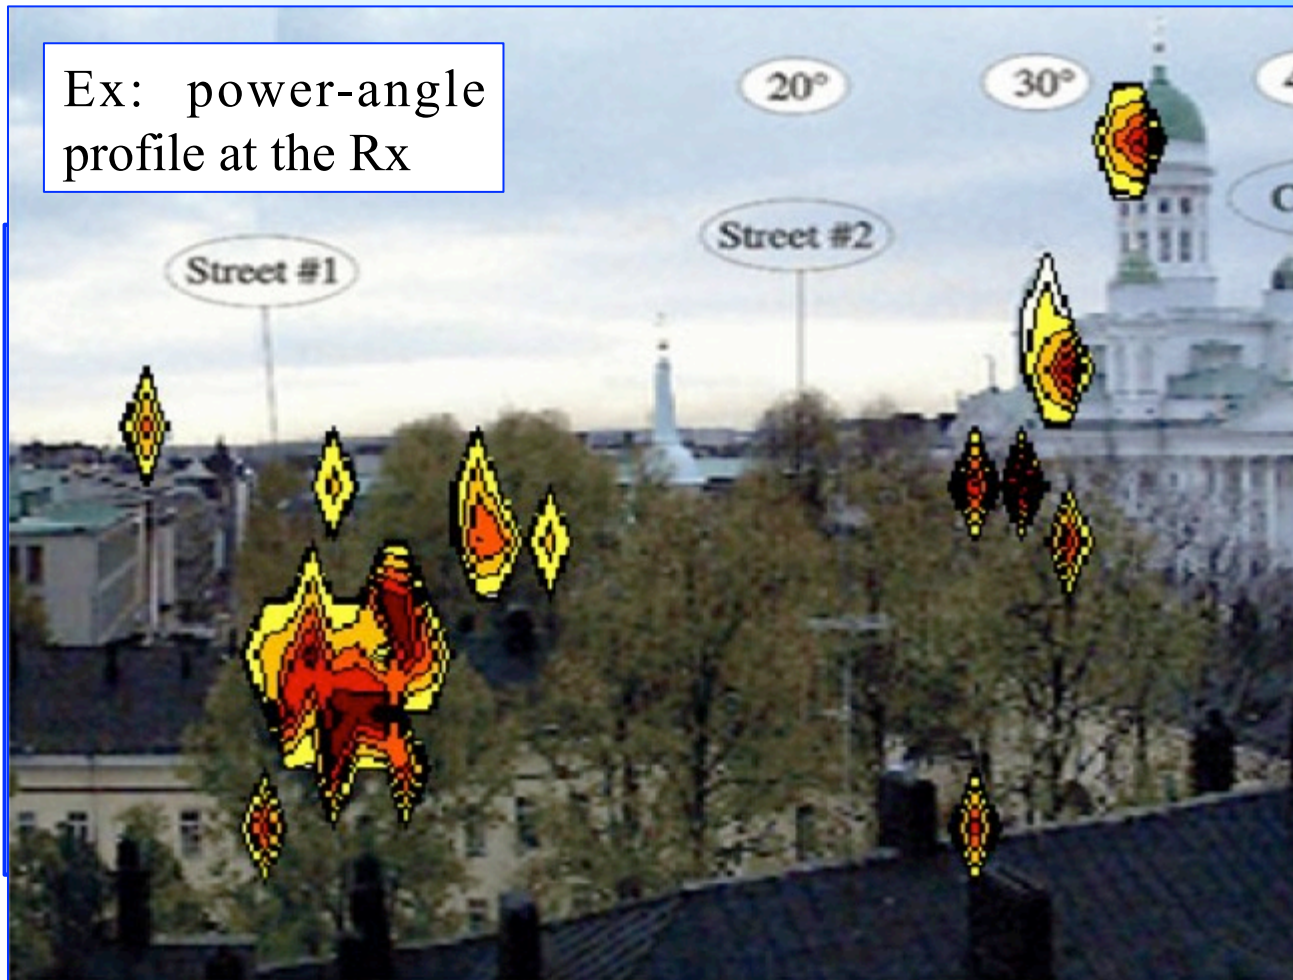 Ex: power-angle
profile at the Rx
20°
30°
Street #2
Street #1